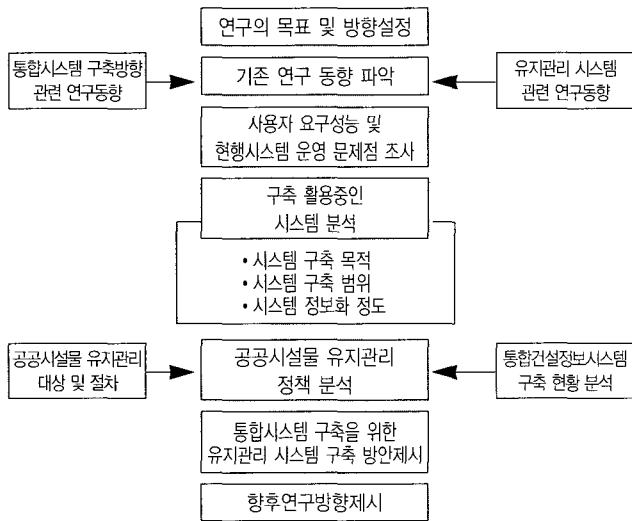 연구의 목표 및 방향설정
통합시스템 구축방향
관련 연구동향
기존 연구 동향 파악
유지관리 시스템
관련 연구동향
사용자 요구성능 및
현행시스템 운영 문제점 조사
구축 활용중인
시스템 분석
• 시스템 구축 목적
• 시스템 구축 범위
• 시스템 정보화 정도
공공시설물 유지관리
대상 및 절차
공공시설물 유지관리
정책 분석
통합건설정보시스템
구축 현황 분석
통합시스템 구축을 위한
유지관리 시스템 구축 방안제시
향후연구방향제시